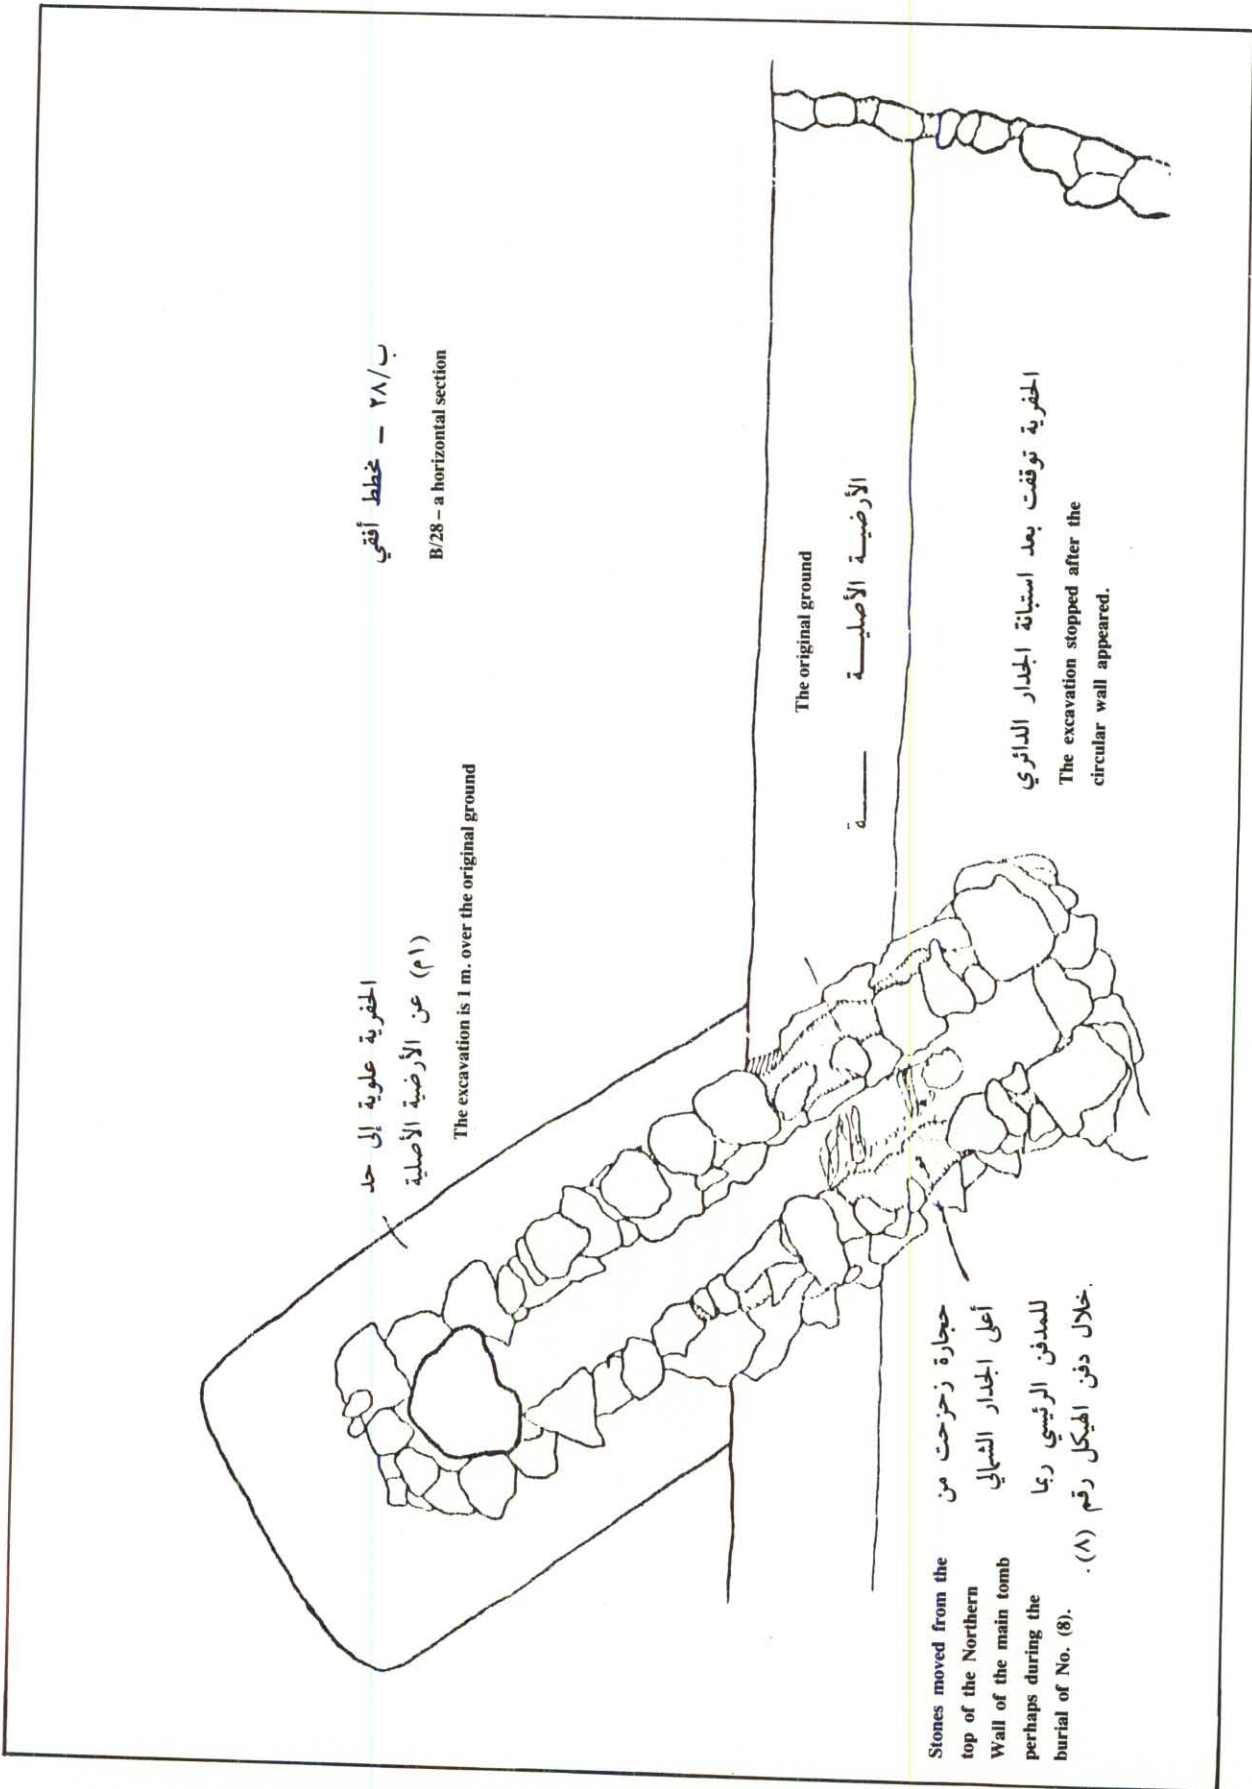 ب/٢٨ – مخطط أفقي
B/28 – a horizontal section
الحفرية علوية إلى حد
(١م) عن الأرضية الأصلية
The excavation is 1 m. over the original ground
The original ground
الأرضيـة الأصليـــة ــــــة
الحفرية توقفت بعد استبانة الجدار الدائري
The excavation stopped after the
circular wall appeared.
حجارة زحزحت من
أعلى الجدار الشمالي
للمدفن الرئيسي ربما
خلال دفن الهيكل رقم (٨).
Stones moved from the
top of the Northern
Wall of the main tomb
perhaps during the
burial of No. (8).